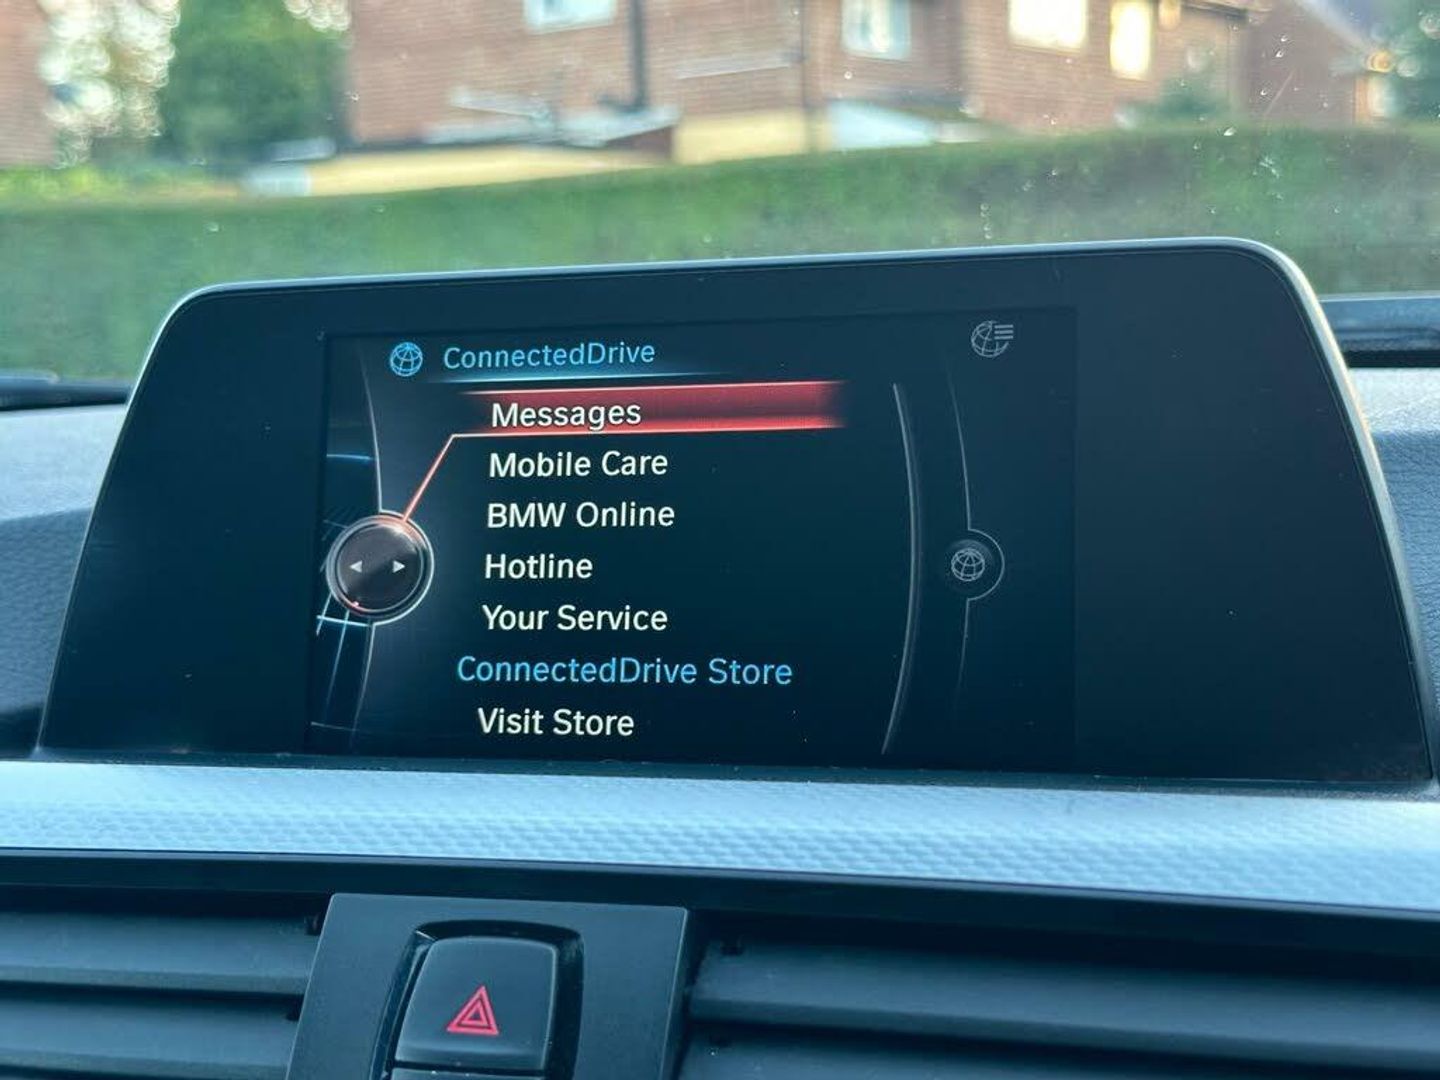 ConnectedDrive
Messages
Mobile Care
BMW Online
Hotline
Your Service
ConnectedDrive Store
Visit Store